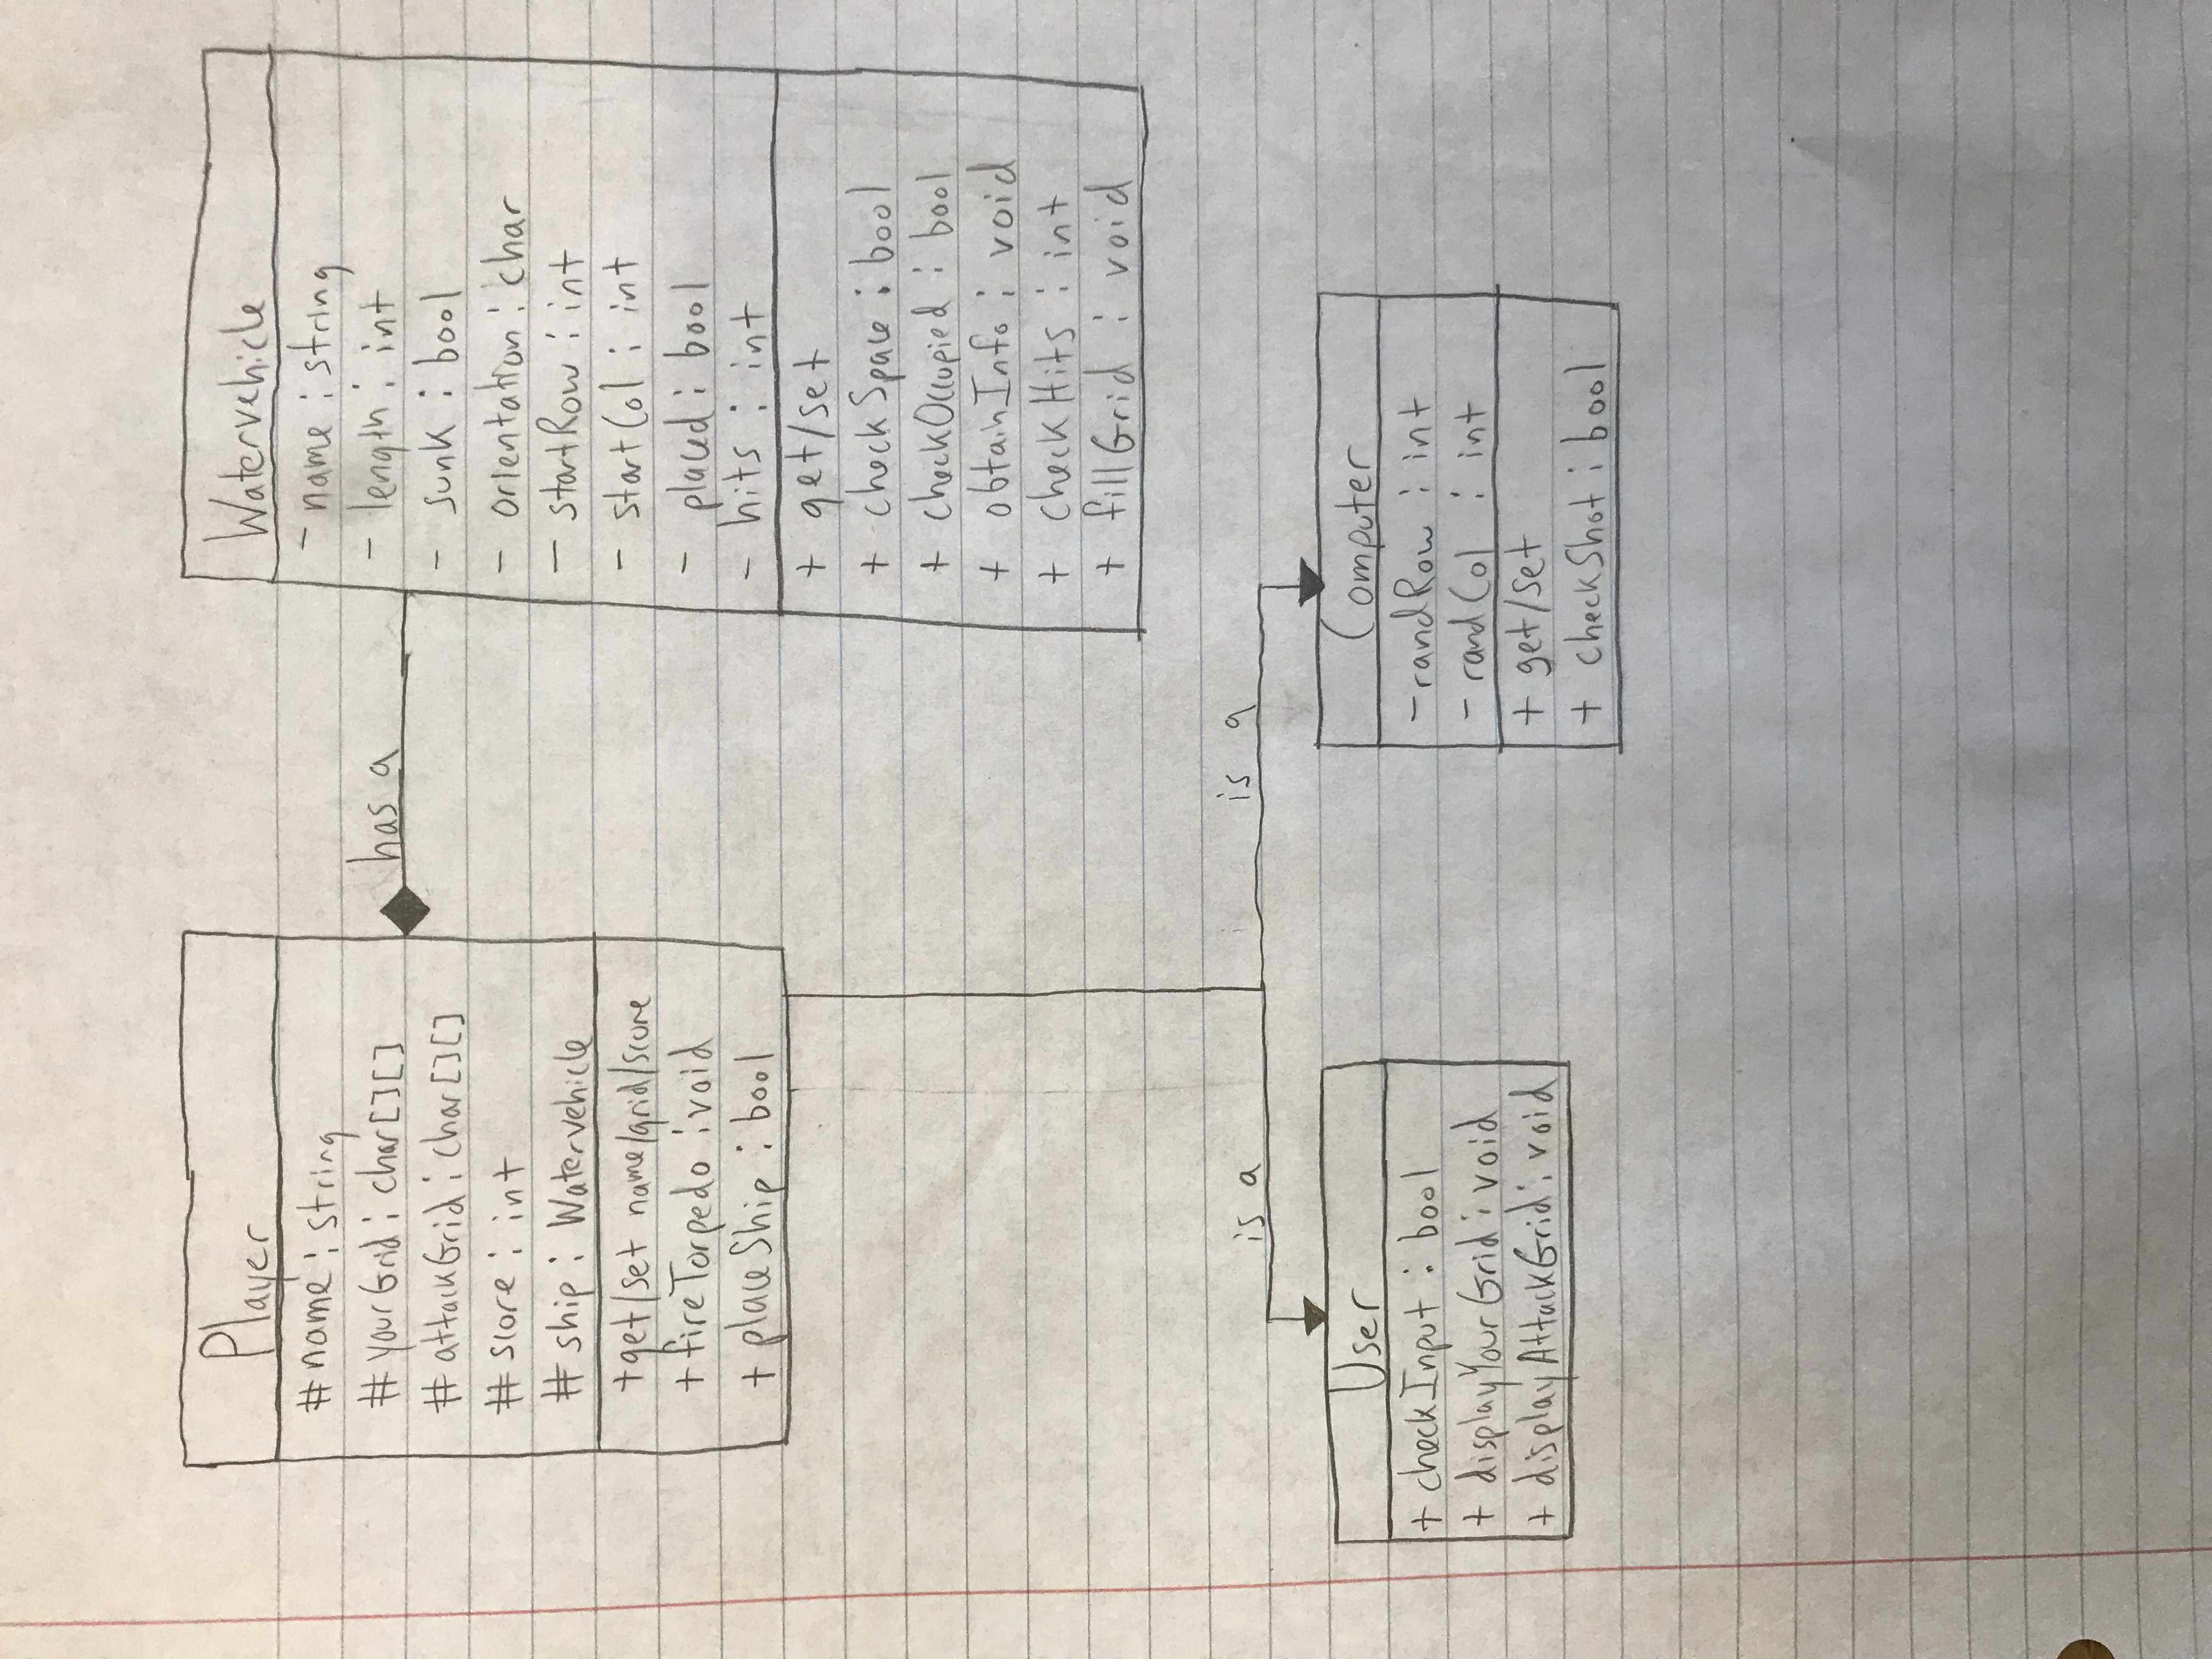 Player
#name : string
#yourGrid : char[][]
#attackGrid : char[][]
#score : int
#ship : Watervehicle
+get/set name/grid/score
+fireTorpedo : void
+placeShip : bool
has a
Watervehicle
- name : string
- length : int
- sunk : bool
- orientation : char
- startRow : int
- startCol : int
- placed : bool
- hits : int
+ get/set
+ checkSpace : bool
+ checkOccupied : bool
+ obtainInfo : void
+ checkHits : int
+ fillGrid : void
is a
is a
User
+ checkInput : bool
+ displayYourGrid : void
+ displayAttackGrid : void
Computer
-randRow : int
-randCol : int
+ get/set
+ checkShot : bool